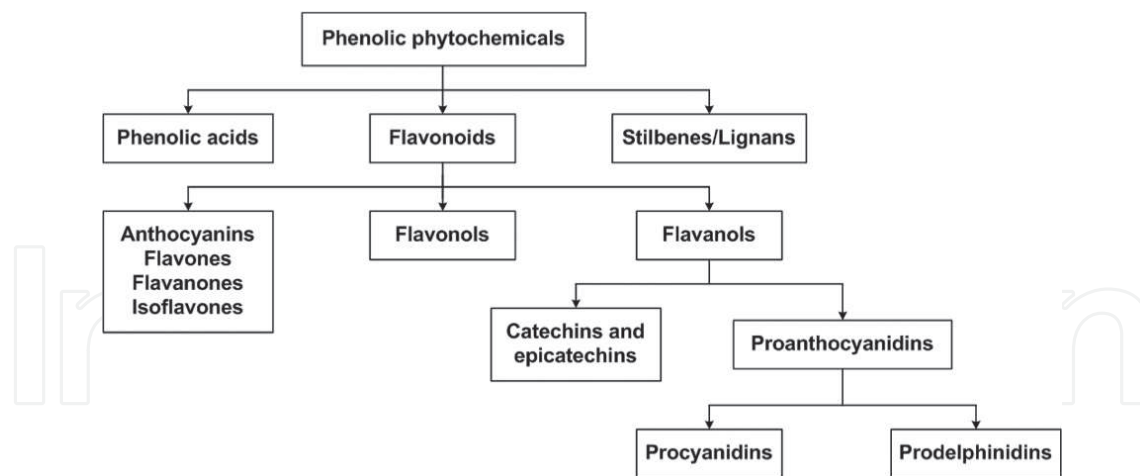 Phenolic phytochemicals
Phenolic acids
Flavonoids
Stilbenes/Lignans
Anthocyanins
Flavones
Flavanones
Isoflavones
Flavonols
Flavanols
Catechins and
epicatechins
Proanthocyanidins
Procyanidins
Prodelphinidins